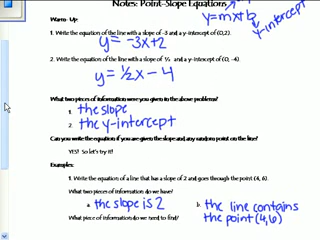 Notes: Point-Slope Equations
y=mx+b
y-intercept
Warm-Up:
1. Write the equation of the line with a slope of -3 and a y-intercept of (0,2).
y= -3x+2
2. Write the equation of the line with a slope of ½ and a y-intercept of (0, -4)
y= ½x-4
What two pieces of information were you given in the above problems?
1. the slope
2. the y-intercept
Can you write the equation if you are given the slope and any random point on the line?
YES! So let's try it!
Examples:
1. Write the equation of a line that has a slope of 2 and goes through the point (4, 6).
What two pieces of information do we have?
a. the slope is 2
b. the line contains the point (4,6)
What piece of information do we need to find?